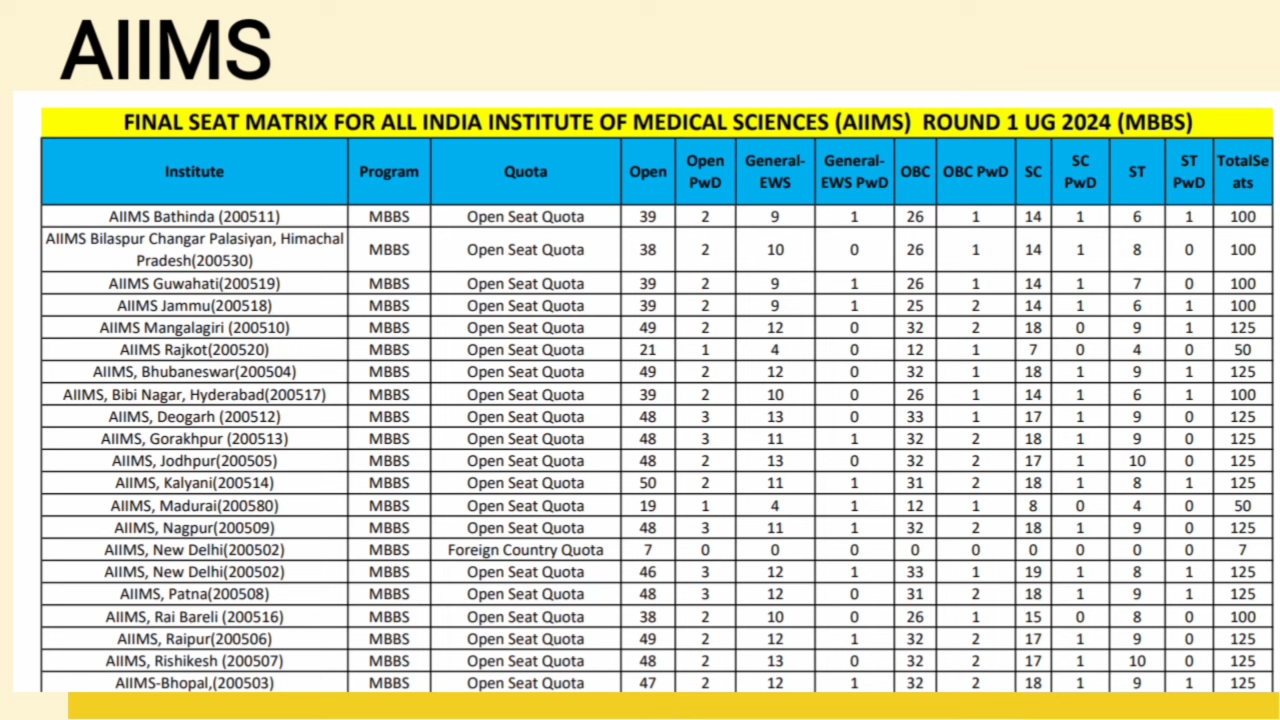 AIIMS
FINAL SEAT MATRIX FOR ALL INDIA INSTITUTE OF MEDICAL SCIENCES (AIIMS) ROUND 1 UG 2024 (MBBS)
Institute Program Quota Open Open PwD General-EWS General-EWS PwD OBC OBC PwD SC SC PwD ST ST PwD TotalSeats
AIIMS Bathinda (200511) MBBS Open Seat Quota 39 2 9 1 26 1 14 1 6 1 100
AIIMS Bilaspur Changar Palasiyan, Himachal Pradesh(200530) MBBS Open Seat Quota 38 2 10 0 26 1 14 1 8 0 100
AIIMS Guwahati(200519) MBBS Open Seat Quota 39 2 9 1 26 1 14 1 7 0 100
AIIMS Jammu(200518) MBBS Open Seat Quota 39 2 9 1 25 2 14 1 6 1 100
AIIMS Mangalagiri (200510) MBBS Open Seat Quota 49 2 12 0 32 2 18 0 9 1 125
AIIMS Rajkot(200520) MBBS Open Seat Quota 21 1 4 0 12 1 7 0 4 0 50
AIIMS, Bhubaneswar(200504) MBBS Open Seat Quota 49 2 12 0 32 1 18 1 9 1 125
AIIMS, Bibi Nagar, Hyderabad(200517) MBBS Open Seat Quota 39 2 10 0 26 1 14 1 6 1 100
AIIMS, Deogarh (200512) MBBS Open Seat Quota 48 3 13 0 33 1 17 1 9 0 125
AIIMS, Gorakhpur (200513) MBBS Open Seat Quota 48 3 11 1 32 2 18 1 9 0 125
AIIMS, Jodhpur(200505) MBBS Open Seat Quota 48 2 13 0 32 2 17 1 10 0 125
AIIMS, Kalyani(200514) MBBS Open Seat Quota 50 2 11 1 31 2 18 1 8 1 125
AIIMS, Madurai(200580) MBBS Open Seat Quota 19 1 4 1 12 1 8 0 4 0 50
AIIMS, Nagpur(200509) MBBS Open Seat Quota 48 3 11 1 32 2 18 1 9 0 125
AIIMS, New Delhi(200502) MBBS Foreign Country Quota 7 0 0 0 0 0 0 0 0 0 7
AIIMS, New Delhi(200502) MBBS Open Seat Quota 46 3 12 1 33 1 19 1 8 1 125
AIIMS, Patna(200508) MBBS Open Seat Quota 48 3 12 0 31 2 18 1 9 1 125
AIIMS, Rai Bareli (200516) MBBS Open Seat Quota 38 2 10 0 26 1 15 0 8 0 100
AIIMS, Raipur(200506) MBBS Open Seat Quota 49 2 12 1 32 2 17 1 9 0 125
AIIMS, Rishikesh (200507) MBBS Open Seat Quota 48 2 13 0 32 2 17 1 10 0 125
AIIMS-Bhopal,(200503) MBBS Open Seat Quota 47 2 12 1 32 2 18 1 9 1 125